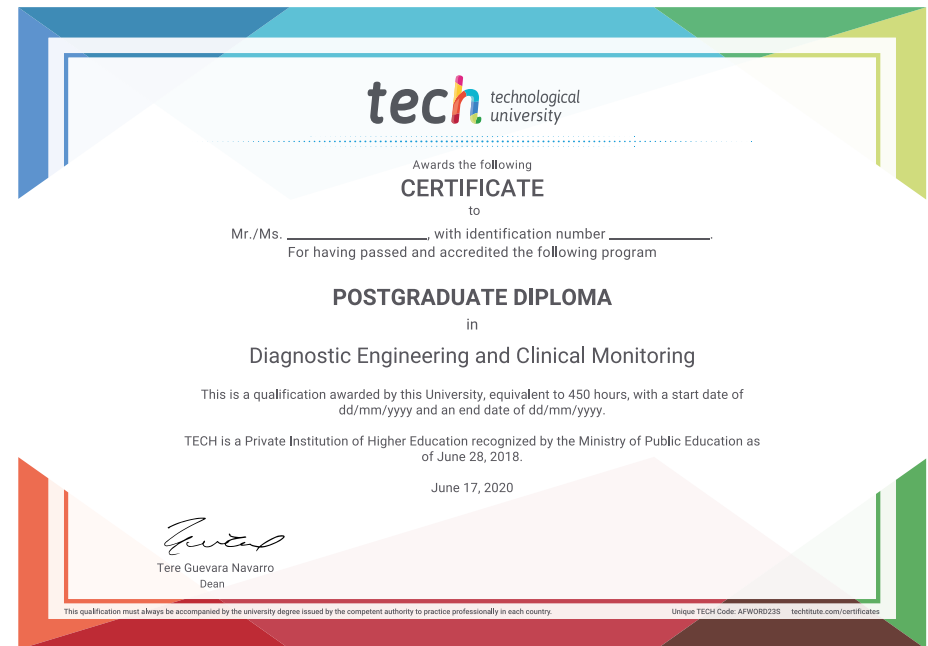 tech technological
university
Awards the following
CERTIFICATE
to
Mr./Ms. ____________________, with identification number ______________.
For having passed and accredited the following program
POSTGRADUATE DIPLOMA
in
Diagnostic Engineering and Clinical Monitoring
This is a qualification awarded by this University, equivalent to 450 hours, with a start date of
dd/mm/yyyy and an end date of dd/mm/yyyy.
TECH is a Private Institution of Higher Education recognized by the Ministry of Public Education as
of June 28, 2018.
June 17, 2020
Tere Guevara Navarro
Dean
This qualification must always be accompanied by the university degree issued by the competent authority to practice professionally in each country.
Unique TECH Code: AFWORD23S techtitute.com/certificates